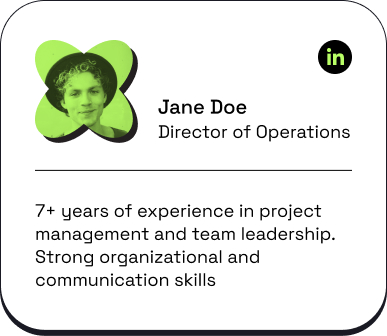 in
Jane Doe
Director of Operations
7+ years of experience in project
management and team leadership.
Strong organizational and
communication skills